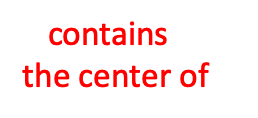 contains
the center of